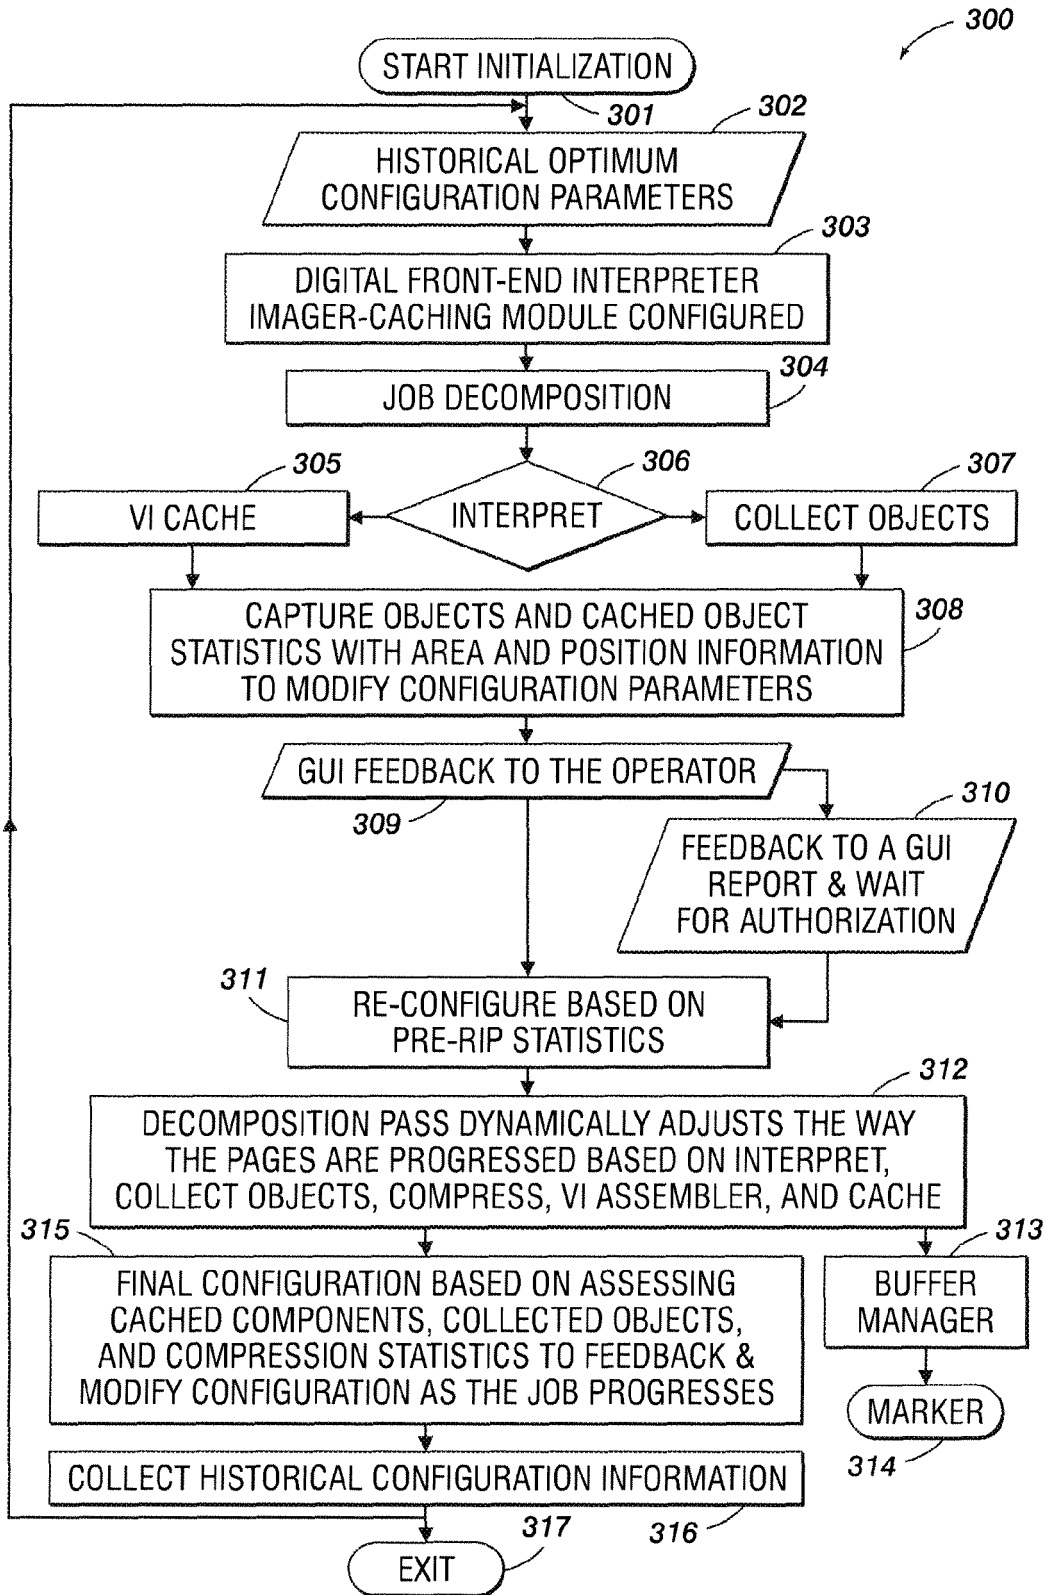 300
START INITIALIZATION
301
302
HISTORICAL OPTIMUM
CONFIGURATION PARAMETERS
303
DIGITAL FRONT-END INTERPRETER
IMAGER-CACHING MODULE CONFIGURED
304
JOB DECOMPOSITION
305
306
307
VI CACHE
INTERPRET
COLLECT OBJECTS
CAPTURE OBJECTS AND CACHED OBJECT
STATISTICS WITH AREA AND POSITION INFORMATION
TO MODIFY CONFIGURATION PARAMETERS
308
GUI FEEDBACK TO THE OPERATOR
309
310
FEEDBACK TO A GUI
REPORT & WAIT
FOR AUTHORIZATION
311
RE-CONFIGURE BASED ON
PRE-RIP STATISTICS
312
DECOMPOSITION PASS DYNAMICALLY ADJUSTS THE WAY
THE PAGES ARE PROGRESSED BASED ON INTERPRET,
COLLECT OBJECTS, COMPRESS, VI ASSEMBLER, AND CACHE
315
FINAL CONFIGURATION BASED ON ASSESSING
CACHED COMPONENTS, COLLECTED OBJECTS,
AND COMPRESSION STATISTICS TO FEEDBACK &
MODIFY CONFIGURATION AS THE JOB PROGRESSES
313
BUFFER
MANAGER
MARKER
314
COLLECT HISTORICAL CONFIGURATION INFORMATION
316
317
EXIT